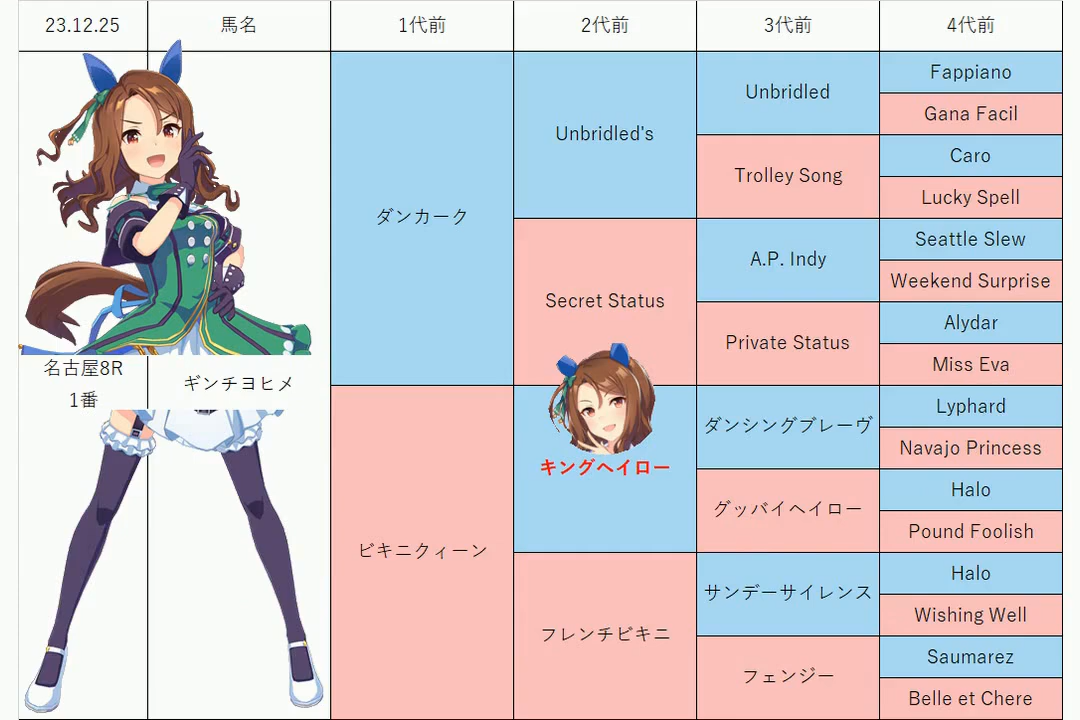 23.12.25
馬名
1代前
2代前
3代前
4代前
名古屋8R
1番
ギンチヨヒメ
ダンカーク
Unbridled's
Unbridled
Fappiano
Gana Facil
Trolley Song
Caro
Lucky Spell
Secret Status
A.P. Indy
Seattle Slew
Weekend Surprise
Private Status
Alydar
Miss Eva
ビキニクィーン
キングヘイロー
ダンシングブレーヴ
Lyphard
Navajo Princess
グッバイヘイロー
Halo
Pound Foolish
フレンチビキニ
サンデーサイレンス
Halo
Wishing Well
フェンジー
Saumarez
Belle et Chere